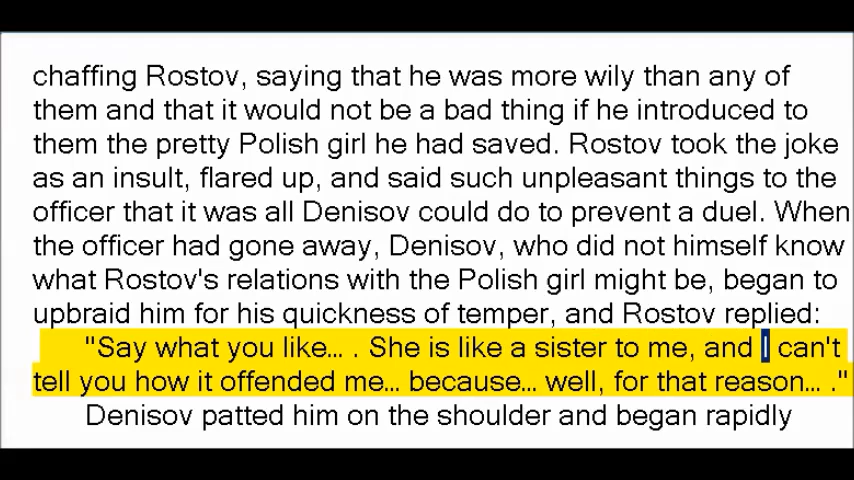 chaffing Rostov, saying that he was more wily than any of
them and that it would not be a bad thing if he introduced to
them the pretty Polish girl he had saved. Rostov took the joke
as an insult, flared up, and said such unpleasant things to the
officer that it was all Denisov could do to prevent a duel. When
the officer had gone away, Denisov, who did not himself know
what Rostov's relations with the Polish girl might be, began to
upbraid him for his quickness of temper, and Rostov replied:
"Say what you like... . She is like a sister to me, and I can't
tell you how it offended me... because... well, for that reason... ."
Denisov patted him on the shoulder and began rapidly